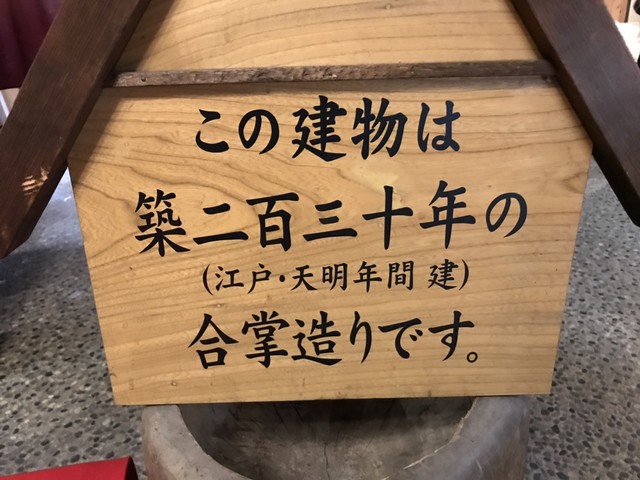 この建物は
築二百三十年の
(江戸・天明年間 建)
合掌造りです。